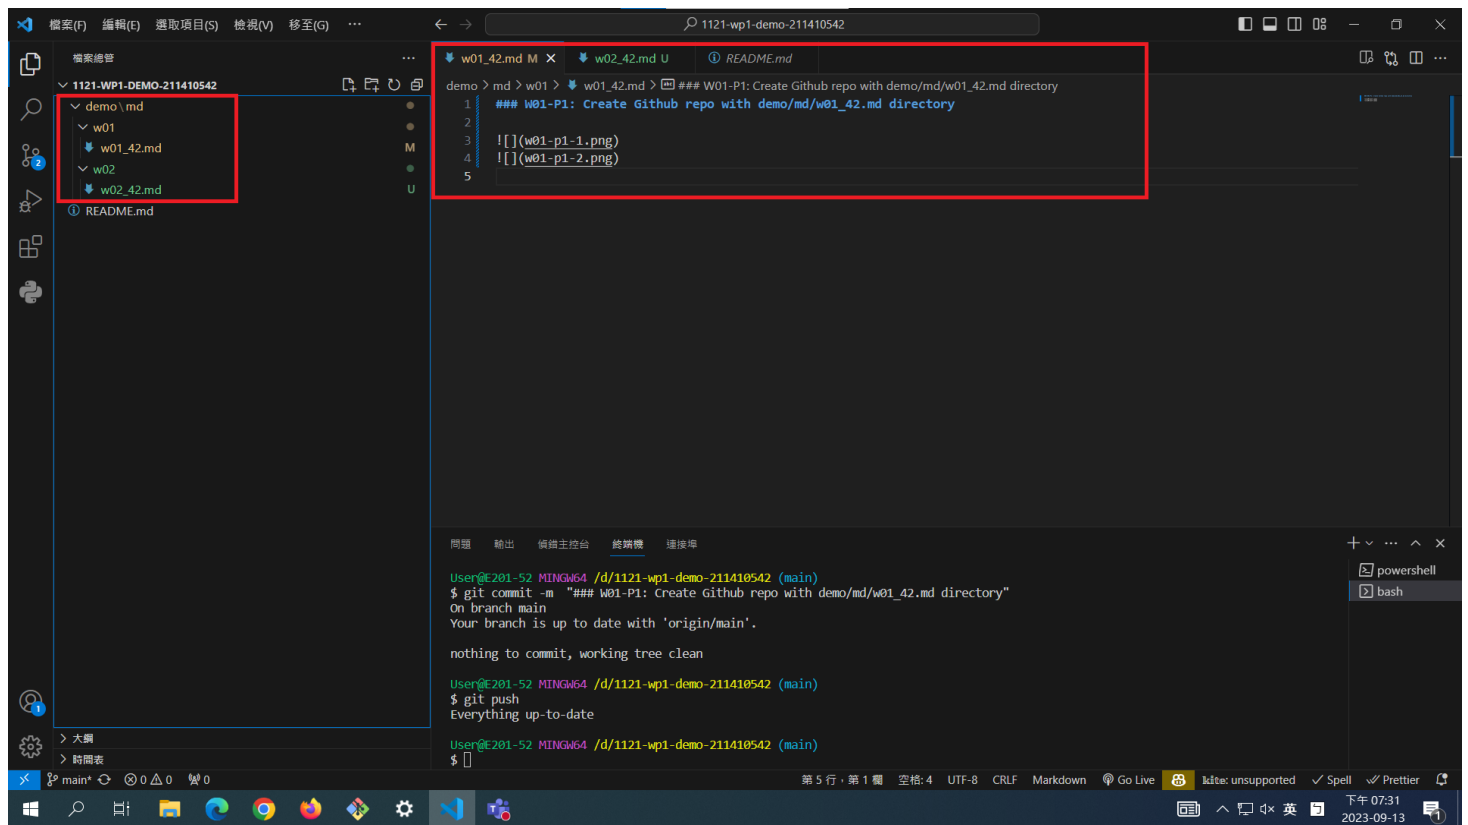 檔案(F) 編輯(E) 選取項目(S) 檢視(V) 移至(G) ··· 1121-wp1-demo-211410542
檔案總管
1121-WP1-DEMO-211410542
demo\md
w01
w01_42.md M
w02
w02_42.md U
README.md
大綱
時間表
w01_42.md M w02_42.md U README.md
demo > md > w01 > w01_42.md > ### W01-P1: Create Github repo with demo/md/w01_42.md directory
1 ### W01-P1: Create Github repo with demo/md/w01_42.md directory
2
3 ![](w01-p1-1.png)
4 ![](w01-p1-2.png)
5
問題 輸出 偵錯主控台 終端機 連接埠
powershell
bash
User@E201-52 MINGW64 /d/1121-wp1-demo-211410542 (main)
$ git commit -m "### W01-P1: Create Github repo with demo/md/w01_42.md directory"
On branch main
Your branch is up to date with 'origin/main'.
nothing to commit, working tree clean
User@E201-52 MINGW64 /d/1121-wp1-demo-211410542 (main)
$ git push
Everything up-to-date
User@E201-52 MINGW64 /d/1121-wp1-demo-211410542 (main)
$
main* 0 0 0 第 5 行，第 1 欄 空格: 4 UTF-8 CRLF Markdown Go Live kite: unsupported Spell Prettier
英 下午 07:31
2023-09-13